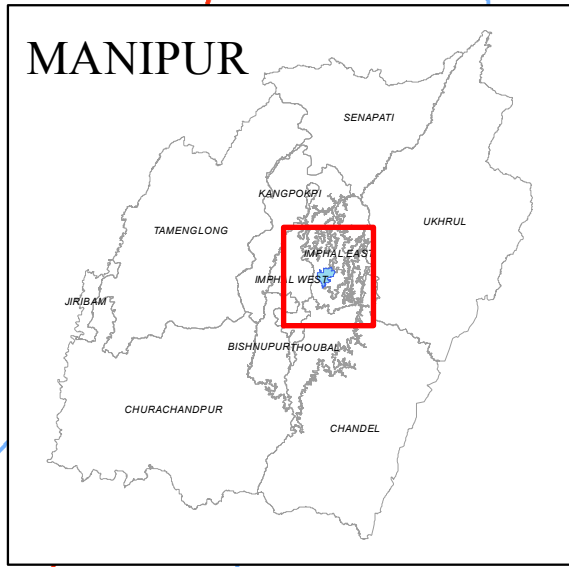 MANIPUR
SENAPATI
KANGPOKPI
UKHRUL
TAMENGLONG
IMPHAL EAST
IMPHAL WEST
JIRIBAM
BISHNUPUR THOUBAL
CHURACHANDPUR
CHANDEL